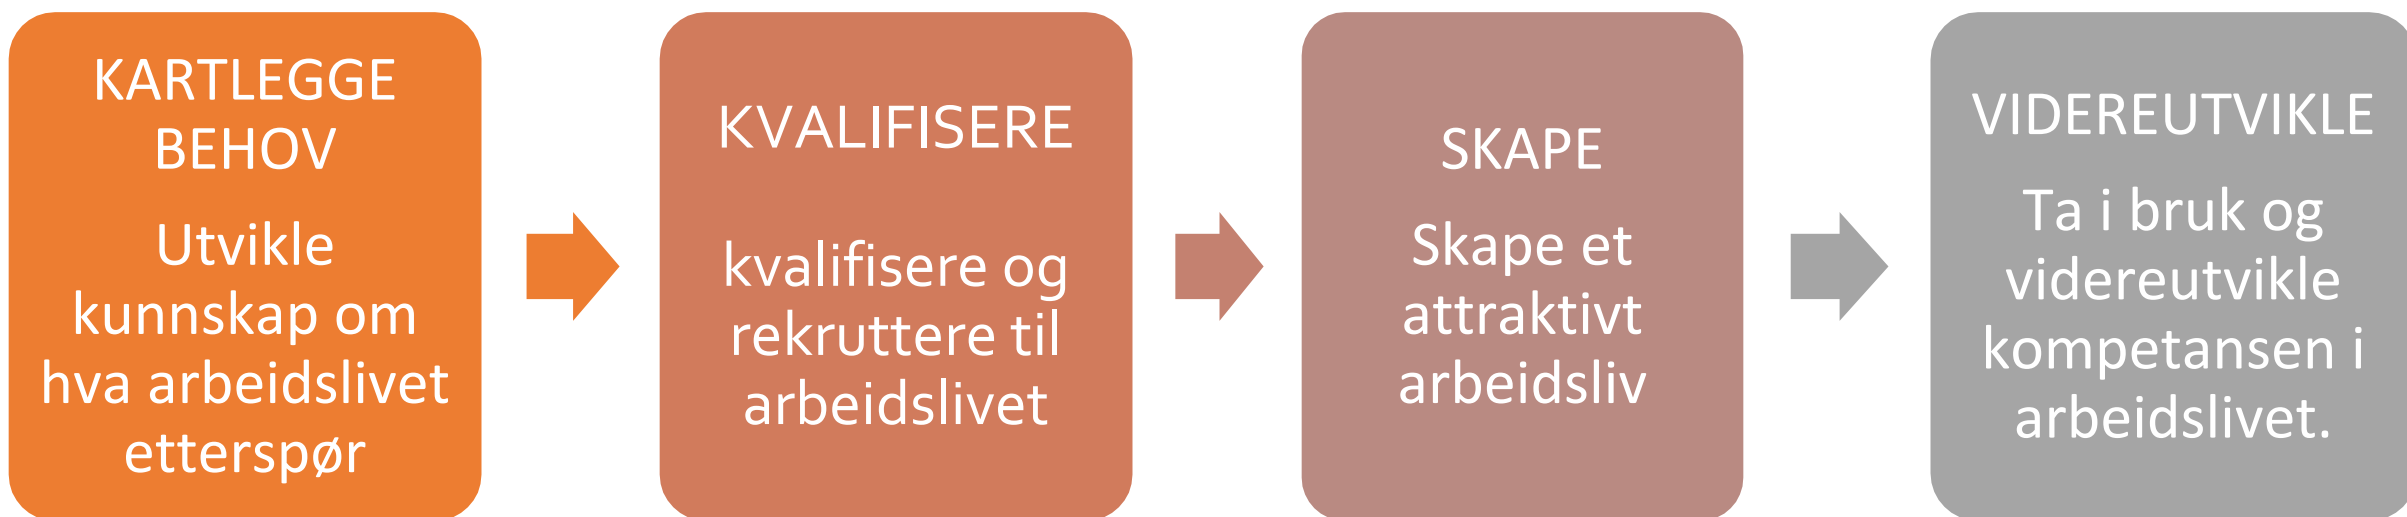 KARTLEGGE
BEHOV
Utvikle
kunnskap om
hva arbeidslivet
etterspør
KVALIFISERE
kvalifisere og
rekruttere til
arbeidslivet
SKAPE
Skape et
attraktivt
arbeidsliv
VIDEREUTVIKLE
Ta i bruk og
videreutvikle
kompetansen i
arbeidslivet.